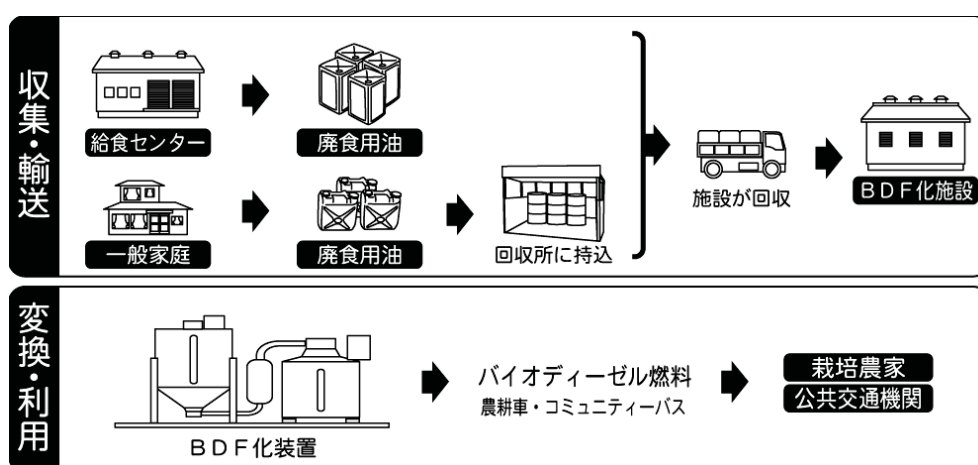 収集・輸送
給食センター
廃食用油
一般家庭
廃食用油
回収所に持込
施設が回収
BDF化施設
変換・利用
BDF化装置
バイオディーゼル燃料
農耕車・コミュニティーバス
栽培農家
公共交通機関